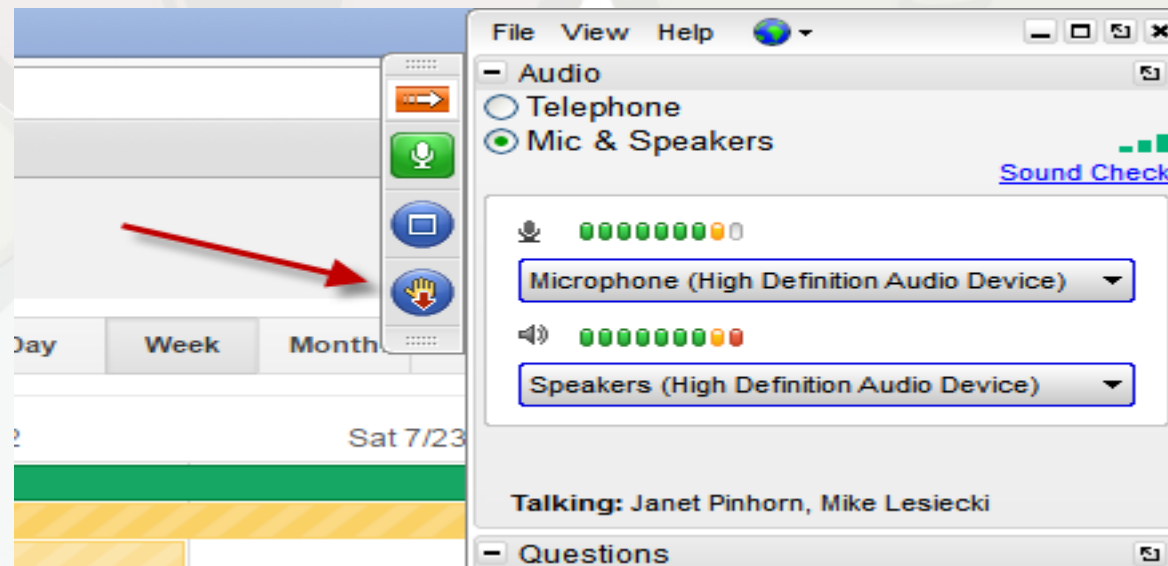 File View Help
Audio
Telephone
Mic & Speakers
Sound Check
Microphone (High Definition Audio Device)
Speakers (High Definition Audio Device)
Day Week Month
2 Sat 7/23
Talking: Janet Pinhorn, Mike Lesiecki
Questions